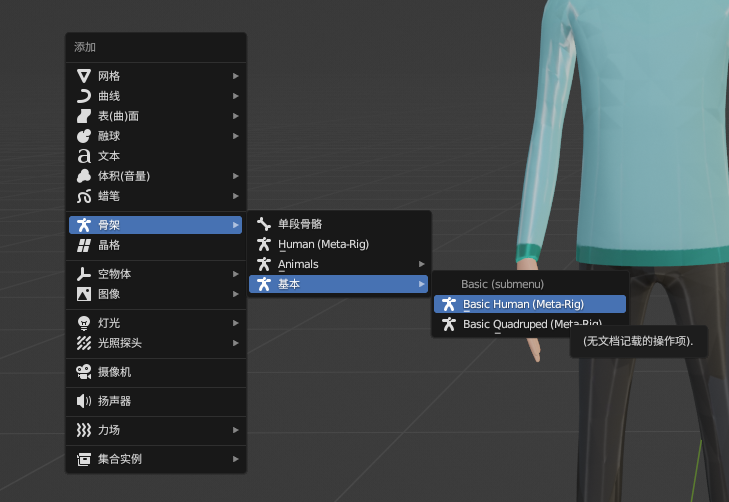 添加
网格
曲线
表(曲)面
融球
文本
体积(音量)
蜡笔
骨架
晶格
空物体
图像
灯光
光照探头
摄像机
扬声器
力场
集合实例
单段骨骼
Human (Meta-Rig)
Animals
基本
Basic (submenu)
Basic Human (Meta-Rig)
Basic Quadruped (Meta-Rig)
(无文档记载的操作项).